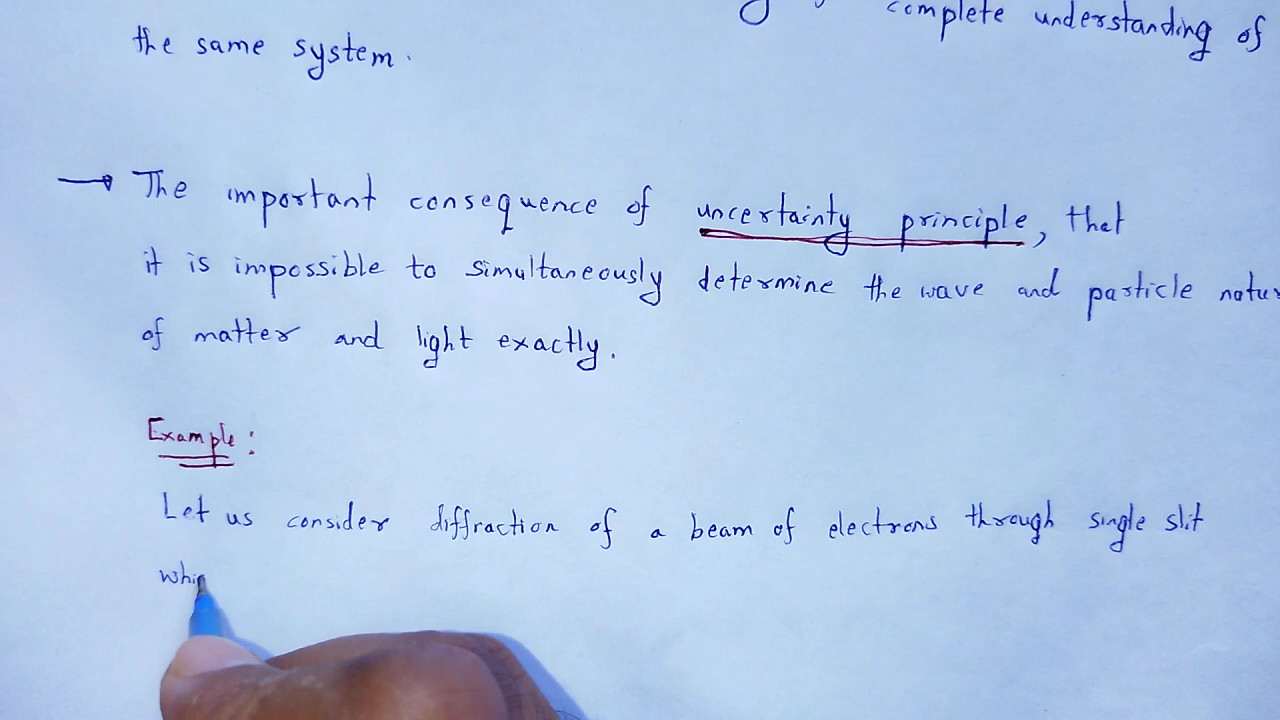 complete understanding of
the same system.
→ The important consequence of uncertainty principle, that
it is impossible to simultaneously determine the wave and particle natur
of matter and light exactly.
Example:
Let us consider diffraction of a beam of electrons through single slit
whi